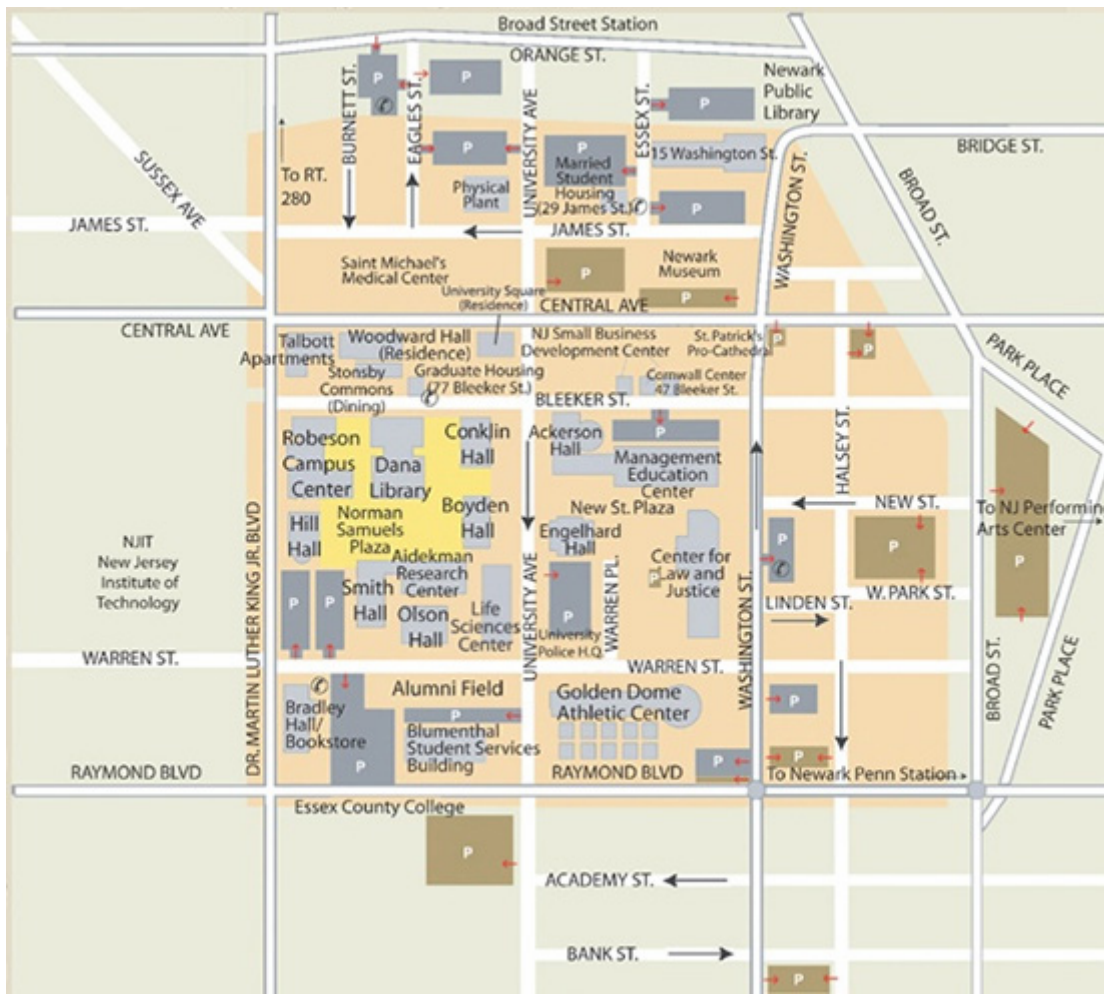 Broad Street Station
ORANGE ST.
BURNETT ST.
EAGLES ST.
UNIVERSITY AVE
ESSEX ST.
Newark
Public
Library
BRIDGE ST.
BROAD ST.
SUSSEX AVE
To RT.
280
P
P
P
P
P
P
Married
Student
Housing
(29 James St.)
15 Washington St.
WASHINGTON ST.
Physical
Plant
JAMES ST.
JAMES ST.
Saint Michael's
Medical Center
University Square
(Residence)
P
Newark
Museum
P
CENTRAL AVE
CENTRAL AVE
Talbott
Apartments
Woodward Hall
(Residence)
Stonsby
Commons
(Dining)
Graduate Housing
(77 Bleeker St.)
NJ Small Business
Development Center
St. Patrick's
Pro-Cathedral
P
P
Cornwall Center
47 Bleeker St.
PARK PLACE
BLEEKER ST.
HALSEY ST.
Robeson
Campus
Center
Dana
Library
Conklin
Hall
Ackerson
Hall
P
Management
Education
Center
Boyden
Hall
Norman
Samuels
Plaza
Hill
Hall
New St. Plaza
NEW ST.
To NJ Performing
Arts Center
P
NJIT
New Jersey
Institute of
Technology
DR. MARTIN LUTHER KING JR. BLVD
Engelhard
Hall
Center for
Law and
Justice
P
P
P
P
Smith
Hall
Aidekman
Research
Center
Olson
Hall
Life
Sciences
Center
UNIVERSITY AVE
P
University
Police H.Q.
WARREN PL.
P
WASHINGTON ST.
LINDEN ST.
W. PARK ST.
WARREN ST.
WARREN ST.
BROAD ST.
PARK PLACE
Bradley
Hall/
Bookstore
P
Alumni Field
P
Blumenthal
Student Services
Building
Golden Dome
Athletic Center
P
P
P
RAYMOND BLVD
RAYMOND BLVD
To Newark Penn Station
Essex County College
P
ACADEMY ST.
BANK ST.
P